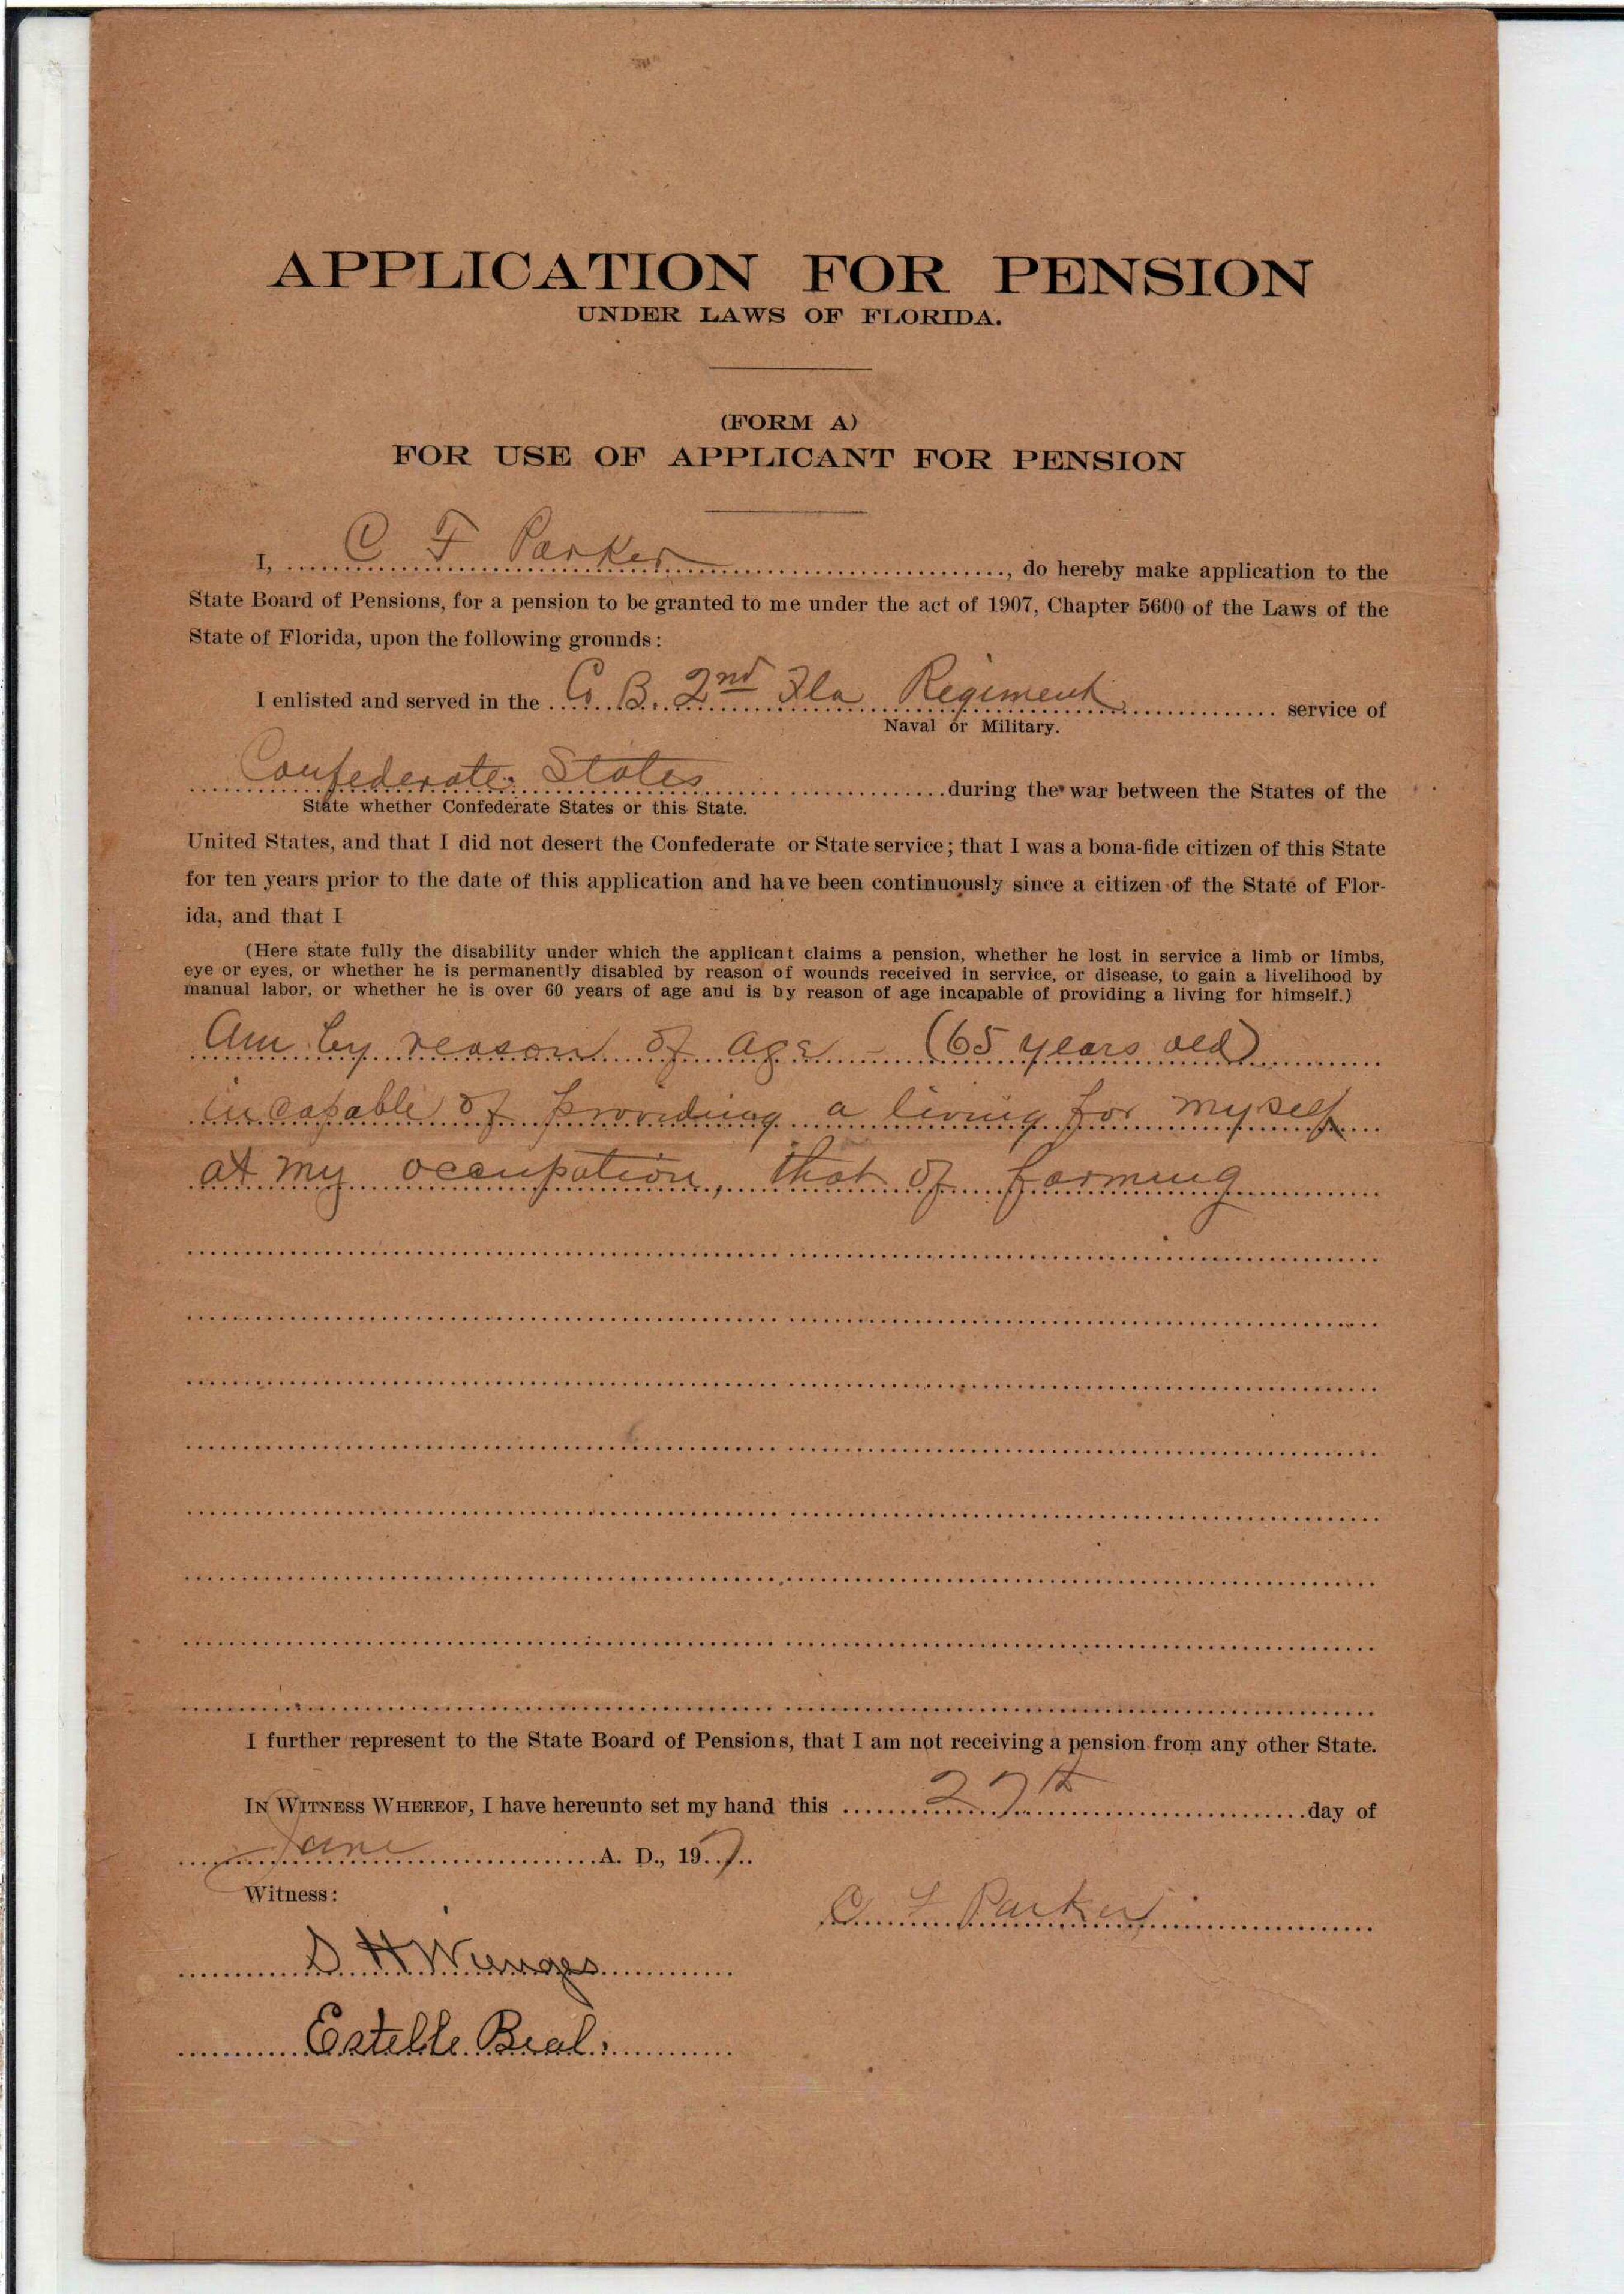 APPLICATION FOR PENSION
UNDER LAWS OF FLORIDA.
(FORM A)
FOR USE OF APPLICANT FOR PENSION
I, C F Parker, do hereby make application to the
State Board of Pensions, for a pension to be granted to me under the act of 1907, Chapter 5600 of the Laws of the
State of Florida, upon the following grounds:
I enlisted and served in the Co B. 2nd Fla Regiment service of
Naval or Military.
Confederate States during the war between the States of the
State whether Confederate States or this State.
United States, and that I did not desert the Confederate or State service; that I was a bona-fide citizen of this State
for ten years prior to the date of this application and have been continuously since a citizen of the State of Flor-
ida, and that I
(Here state fully the disability under which the applicant claims a pension, whether he lost in service a limb or limbs,
eye or eyes, or whether he is permanently disabled by reason of wounds received in service, or disease, to gain a livelihood by
manual labor, or whether he is over 60 years of age and is by reason of age incapable of providing a living for himself.)
Am by reason of age - (65 years old)
incapable of providing a living for myself
at my occupation, that of farming
I further represent to the State Board of Pensions, that I am not receiving a pension from any other State.
IN WITNESS WHEREOF, I have hereunto set my hand this 27th day of
June A. D., 19 7
Witness:
C F Parker
D H Wienges
Estelle Beal.